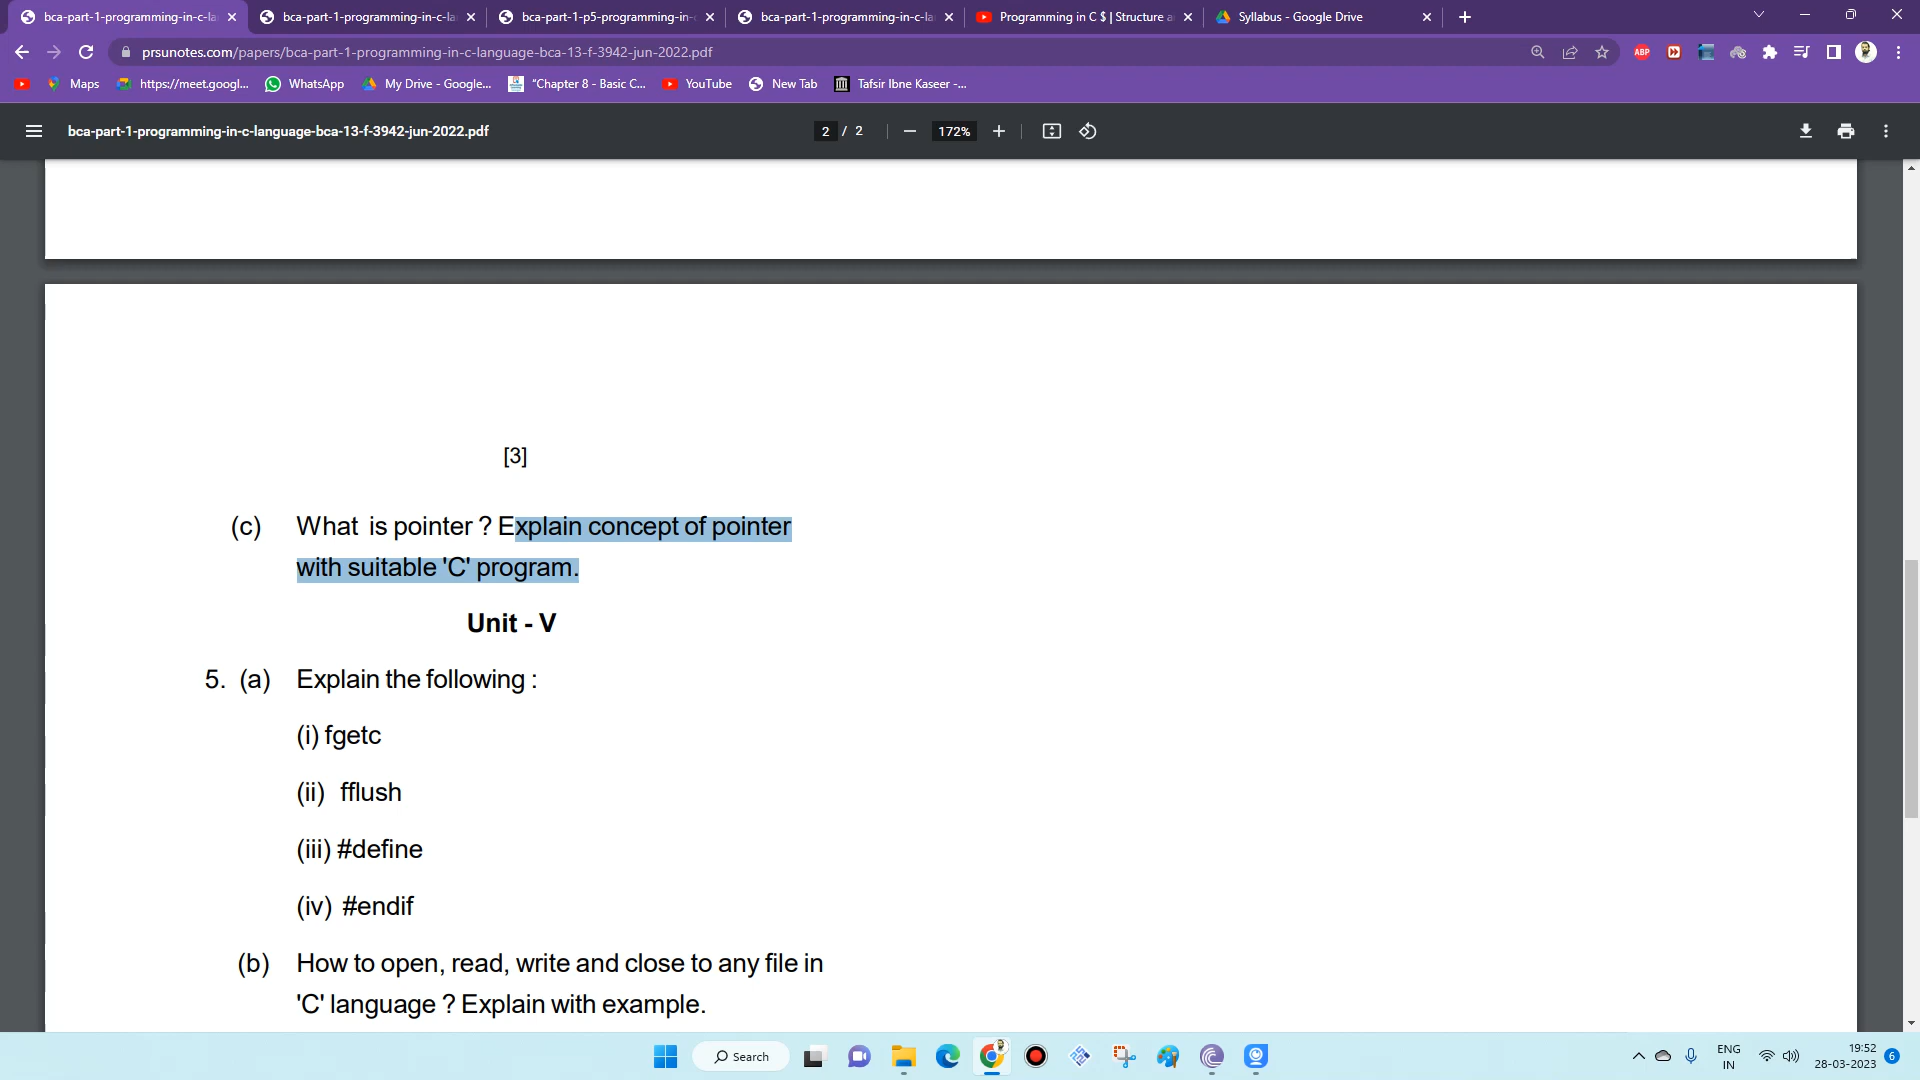 bca-part-1-programming-in-c-la
bca-part-1-programming-in-c-la
bca-part-1-p5-programming-in-
bca-part-1-programming-in-c-la
Programming in C $ | Structure a
Syllabus - Google Drive
prsunotes.com/papers/bca-part-1-programming-in-c-language-bca-13-f-3942-jun-2022.pdf
ABP
Maps
https://meet.googl...
WhatsApp
My Drive - Google...
"Chapter 8 - Basic C...
YouTube
New Tab
Tafsir Ibne Kaseer -...
bca-part-1-programming-in-c-language-bca-13-f-3942-jun-2022.pdf
2 / 2
172%
[3]
(c) What is pointer ? Explain concept of pointer
with suitable 'C' program.
Unit - V
5. (a) Explain the following :
(i) fgetc
(ii) fflush
(iii) #define
(iv) #endif
(b) How to open, read, write and close to any file in
'C' language ? Explain with example.
Search
ENG
IN
19:52
28-03-2023
6